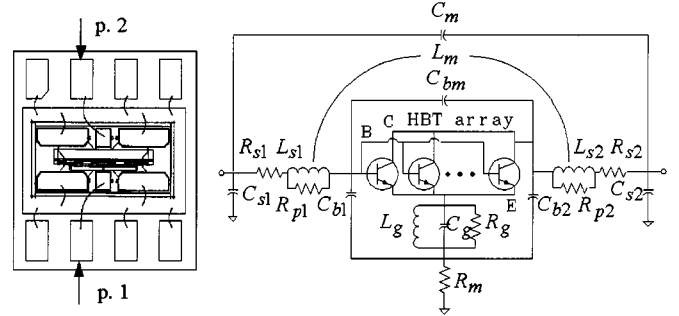 p. 2
p. 1
C_m
L_m
C_bm
B C HBT array
R_s1 L_s1
L_s2 R_s2
C_s1 R_p1 C_b1
E C_b2 R_p2 C_s2
L_g C_g R_g
R_m